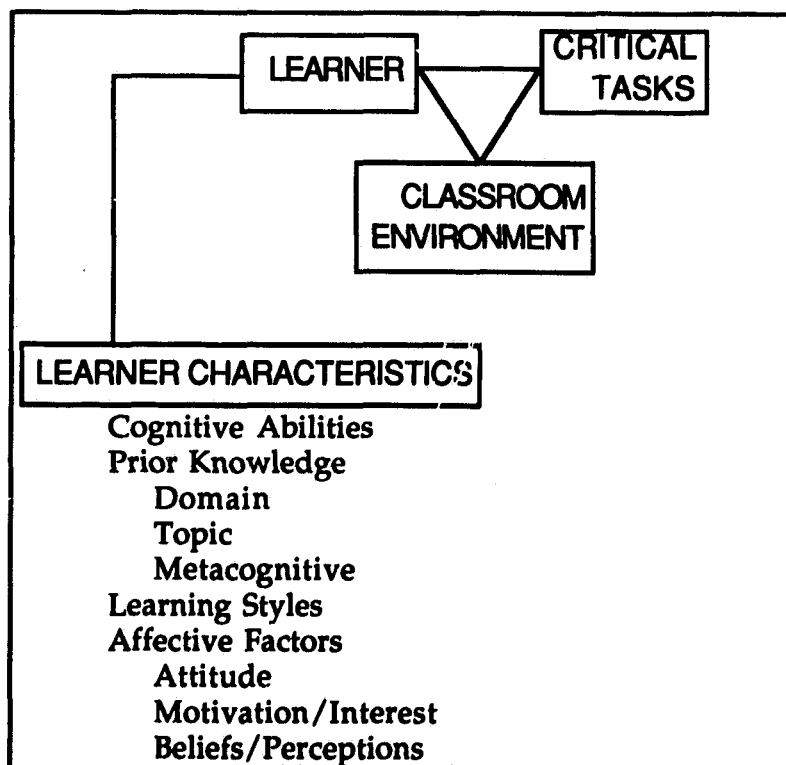 LEARNER
CRITICAL
TASKS
CLASSROOM
ENVIRONMENT
LEARNER CHARACTERISTICS
Cognitive Abilities
Prior Knowledge
Domain
Topic
Metacognitive
Learning Styles
Affective Factors
Attitude
Motivation/Interest
Beliefs/Perceptions